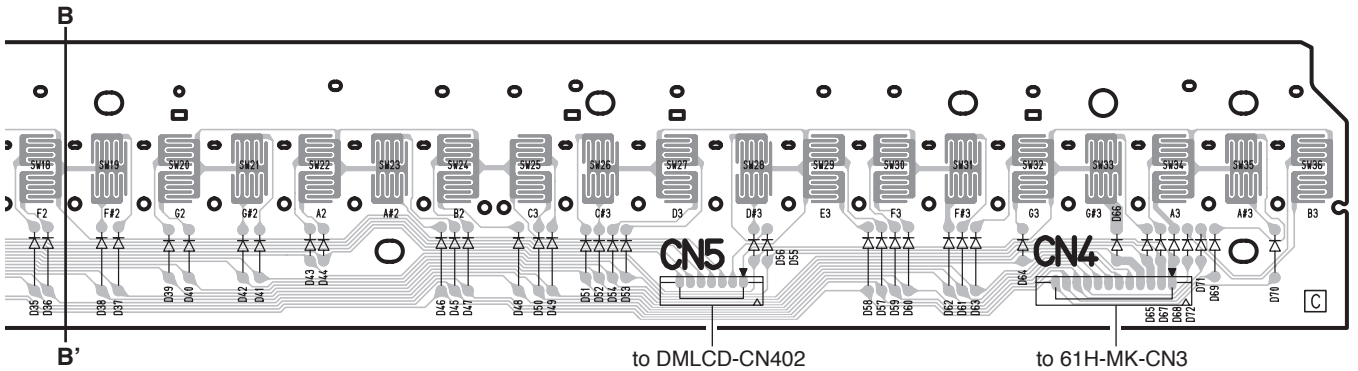 B
SW18 SW19 SW20 SW21 SW22 SW23 SW24 SW25 SW26 SW27 SW28 SW29 SW30 SW31 SW32 SW33 SW34 SW35 SW36
F2 F#2 G2 G#2 A2 A#2 B2 C3 C#3 D3 D#3 E3 F3 F#3 G3 G#3 D66 A3 A#3 B3
CN5 CN4
D43 D44 D56 D55 D64 D71 D69
D35 D36 D38 D37 D39 D40 D42 D41 D46 D45 D47 D48 D50 D49 D51 D52 D54 D53 D58 D57 D59 D60 D62 D61 D63 D65 D67 D68 D72 D70
C
B'
to DMLCD-CN402
to 61H-MK-CN3